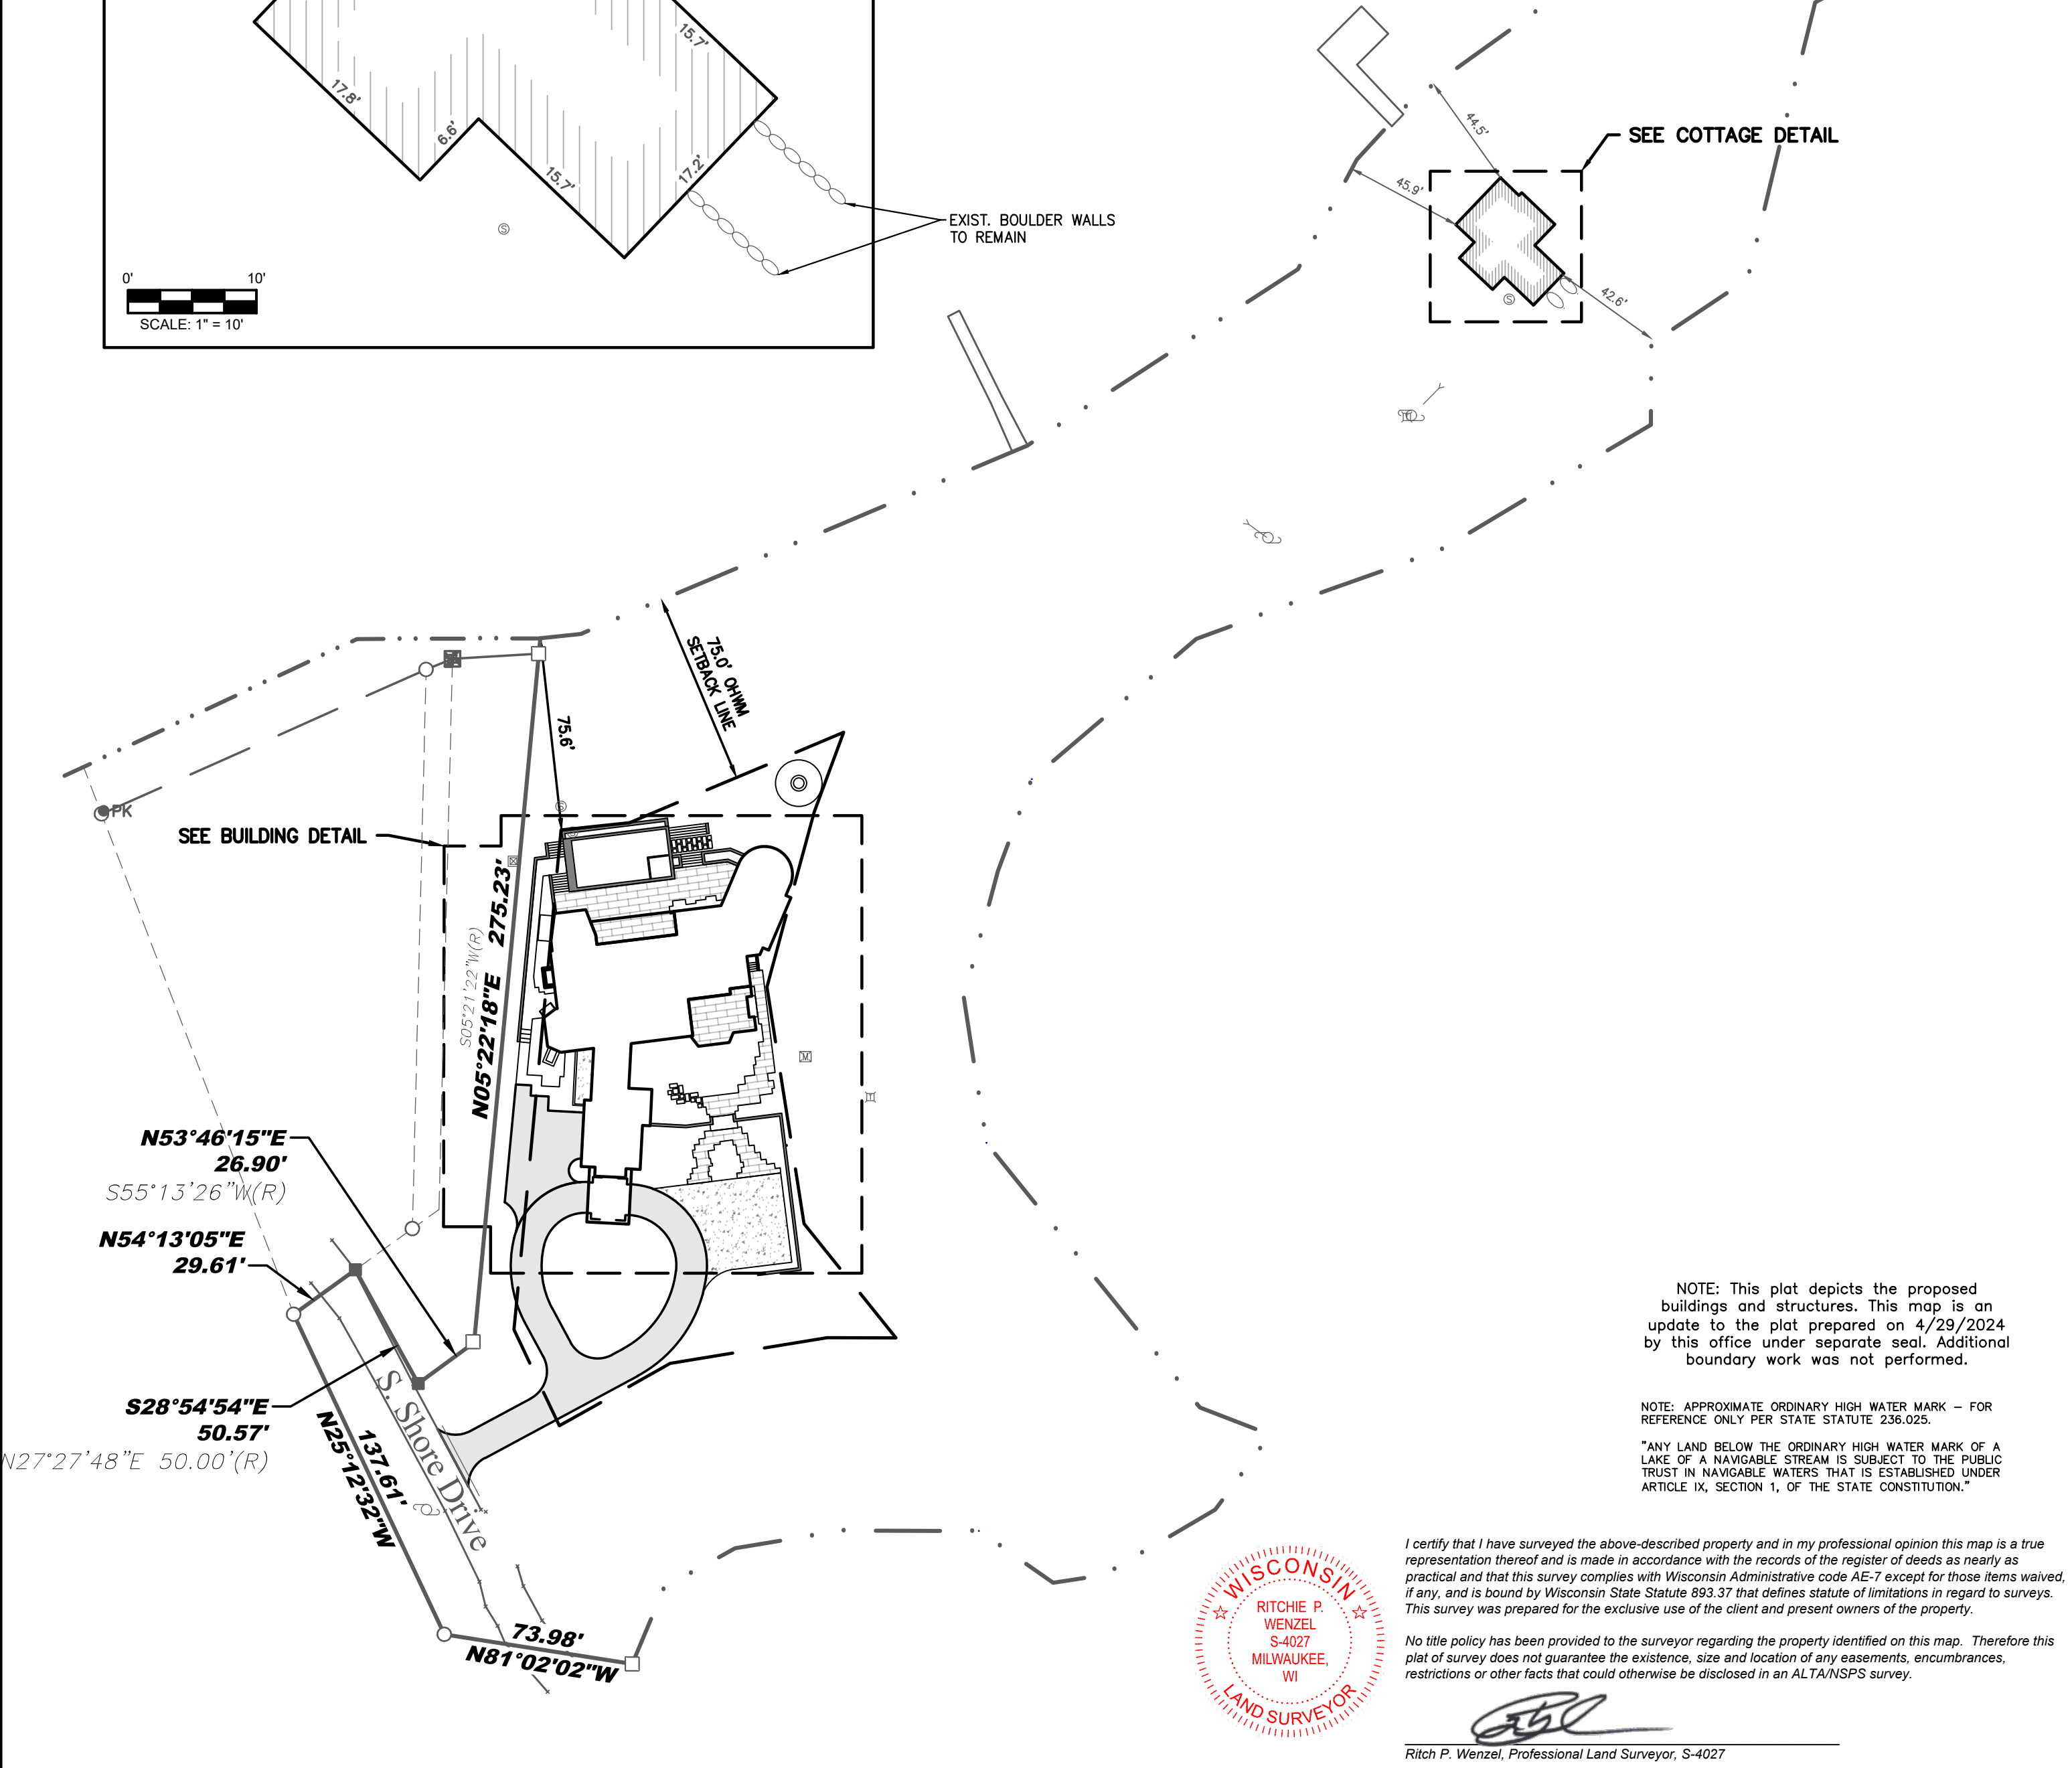 15.7'
17.8'
6.6'
15.7'
17.2'
Ⓢ
EXIST. BOULDER WALLS
TO REMAIN
0' 10'
SCALE: 1" = 10'
44.5'
45.9'
SEE COTTAGE DETAIL
42.6'
Ⓢ
75.0' OHWM
SETBACK LINE
75.6'
PK
SEE BUILDING DETAIL
N05°22'18"E 275.23'
S05°21'22"W(R)
M
N53°46'15"E
26.90'
S55°13'26"W(R)
N54°13'05"E
29.61'
S28°54'54"E
50.57'
N27°27'48"E 50.00'(R)
S. Shore Drive
137.61'
N25°12'32"W
73.98'
N81°02'02"W
NOTE: This plat depicts the proposed
buildings and structures. This map is an
update to the plat prepared on 4/29/2024
by this office under separate seal. Additional
boundary work was not performed.
NOTE: APPROXIMATE ORDINARY HIGH WATER MARK – FOR
REFERENCE ONLY PER STATE STATUTE 236.025.
"ANY LAND BELOW THE ORDINARY HIGH WATER MARK OF A
LAKE OF A NAVIGABLE STREAM IS SUBJECT TO THE PUBLIC
TRUST IN NAVIGABLE WATERS THAT IS ESTABLISHED UNDER
ARTICLE IX, SECTION 1, OF THE STATE CONSTITUTION."
WISCONSIN
RITCHIE P.
WENZEL
S-4027
MILWAUKEE,
WI
LAND SURVEYOR
I certify that I have surveyed the above-described property and in my professional opinion this map is a true
representation thereof and is made in accordance with the records of the register of deeds as nearly as
practical and that this survey complies with Wisconsin Administrative code AE-7 except for those items waived,
if any, and is bound by Wisconsin State Statute 893.37 that defines statute of limitations in regard to surveys.
This survey was prepared for the exclusive use of the client and present owners of the property.
No title policy has been provided to the surveyor regarding the property identified on this map. Therefore this
plat of survey does not guarantee the existence, size and location of any easements, encumbrances,
restrictions or other facts that could otherwise be disclosed in an ALTA/NSPS survey.
Ritch P. Wenzel, Professional Land Surveyor, S-4027